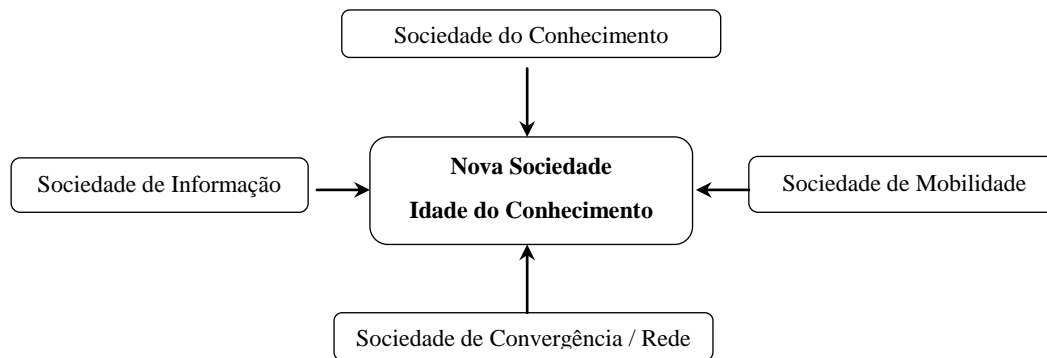 Sociedade do Conhecimento
Nova Sociedade
Idade do Conhecimento
Sociedade de Informação
Sociedade de Mobilidade
Sociedade de Convergência / Rede